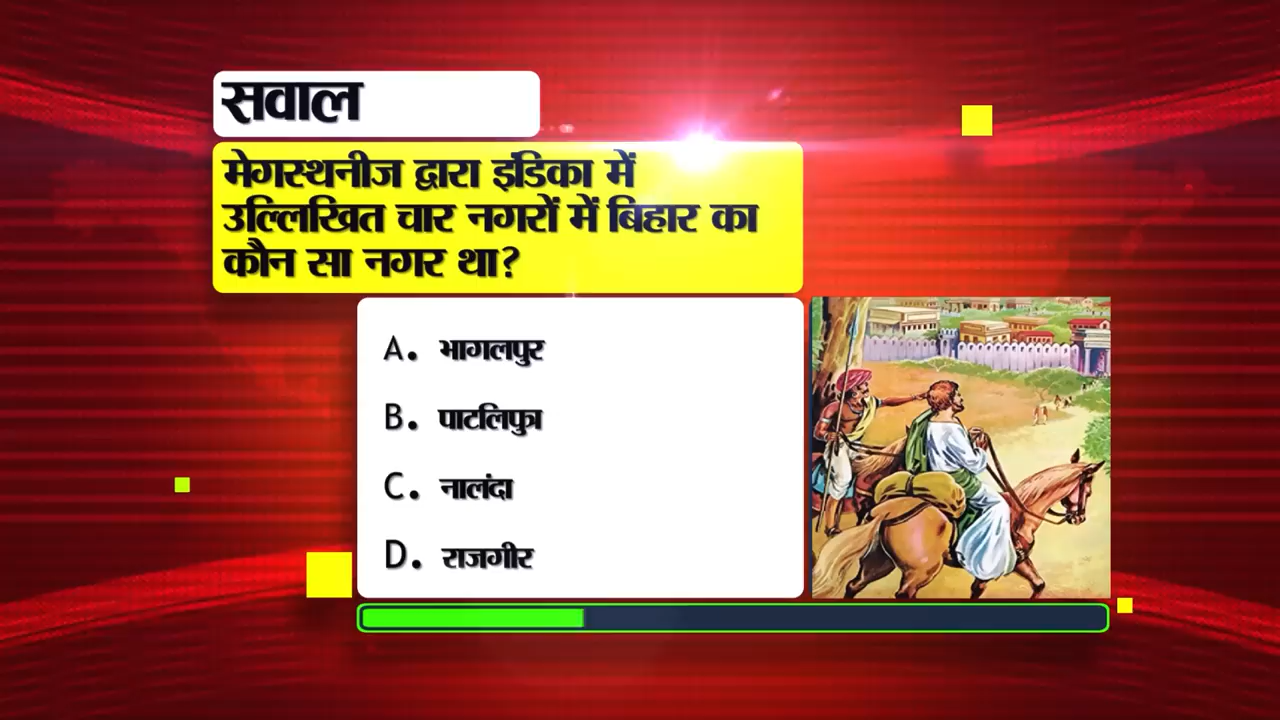 सवाल
मेगस्थनीज द्वारा इंडिका में
उल्लिखित चार नगरों में बिहार का
कौन सा नगर था?
A. भागलपुर
B. पाटलिपुत्र
C. नालंदा
D. राजगीर